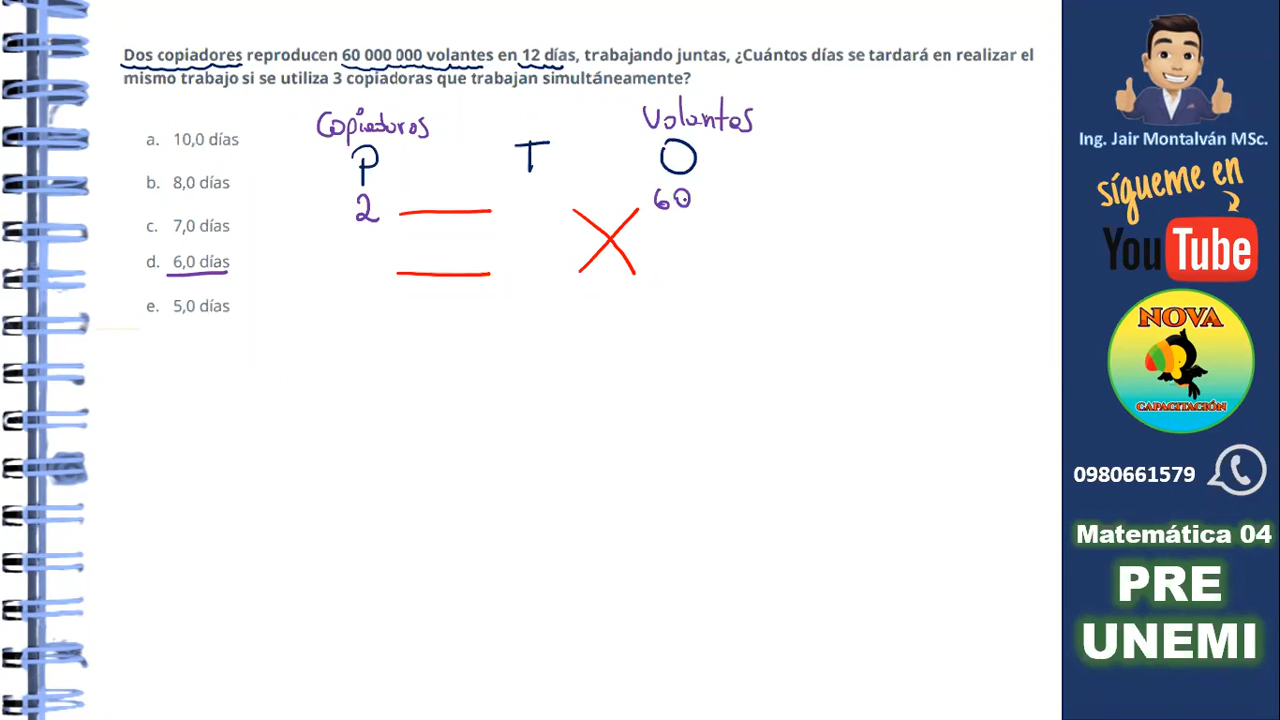 Dos copiadores reproducen 60 000 000 volantes en 12 días, trabajando juntas, ¿Cuántos días se tardará en realizar el
mismo trabajo si se utiliza 3 copiadoras que trabajan simultáneamente?
a. 10,0 días
b. 8,0 días
c. 7,0 días
d. 6,0 días
e. 5,0 días
Copiadoras
Volantes
P T O
2 60
Ing. Jair Montalván MSc.
sígueme en
YouTube
NOVA
CAPACITACIÓN
0980661579
Matemática 04
PRE
UNEMI